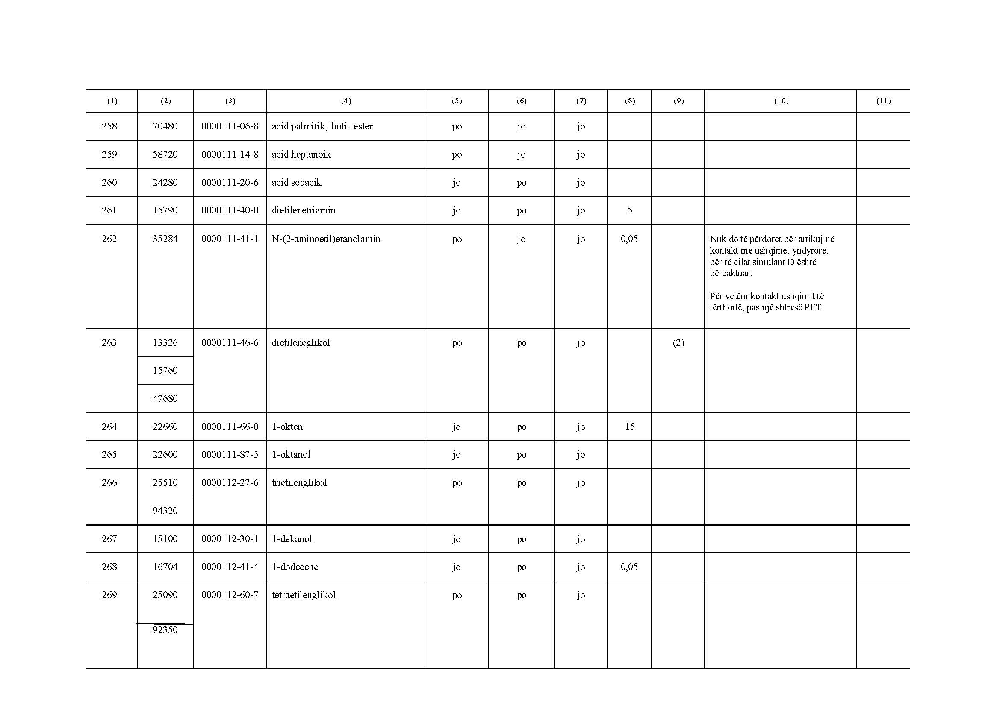 (1) (2) (3) (4) (5) (6) (7) (8) (9) (10) (11)
258 70480 0000111-06-8 acid palmitik, butil ester po jo jo
259 58720 0000111-14-8 acid heptanoik po jo jo
260 24280 0000111-20-6 acid sebacik jo po jo
261 15790 0000111-40-0 dietilenetriamin jo po jo 5
262 35284 0000111-41-1 N-(2-aminoetil)etanolamin po jo jo 0,05 Nuk do të përdoret për artikuj në
kontakt me ushqimet yndyrore,
për të cilat simulant D është
përcaktuar.
Për vetëm kontakt ushqimit të
tërthortë, pas një shtresë PET.
263 13326 0000111-46-6 dietileneglikol po po jo (2)
15760
47680
264 22660 0000111-66-0 1-okten jo po jo 15
265 22600 0000111-87-5 1-oktanol jo po jo
266 25510 0000112-27-6 trietilenglikol po po jo
94320
267 15100 0000112-30-1 1-dekanol jo po jo
268 16704 0000112-41-4 1-dodecene jo po jo 0,05
269 25090 0000112-60-7 tetraetilenglikol po po jo
92350